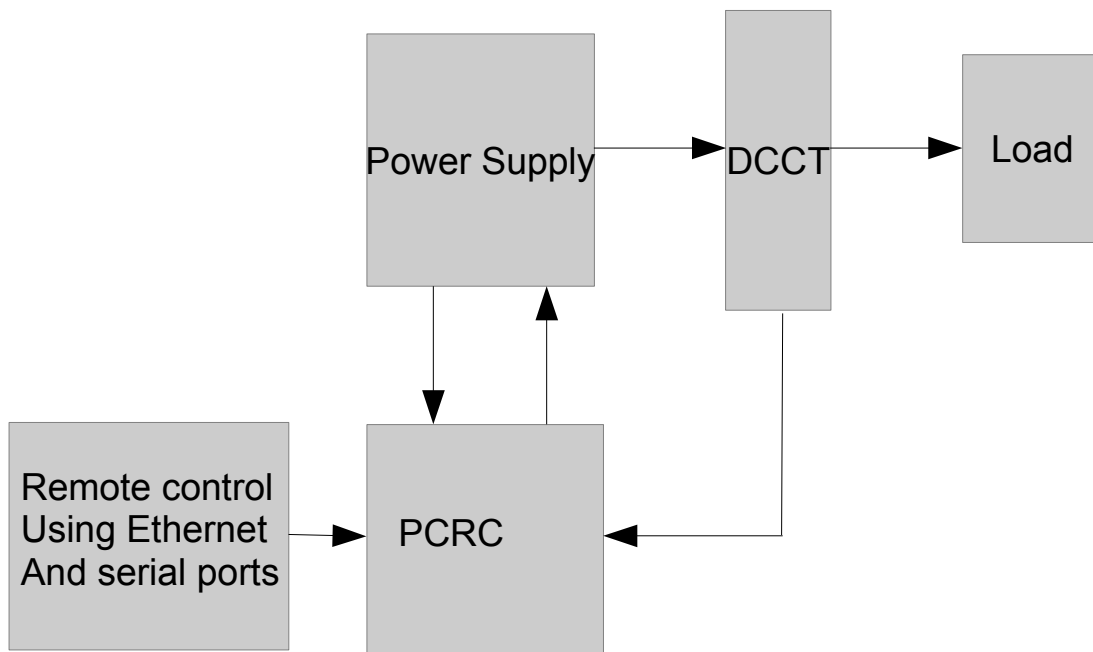 Power Supply
DCCT
Load
Remote control
Using Ethernet
And serial ports
PCRC